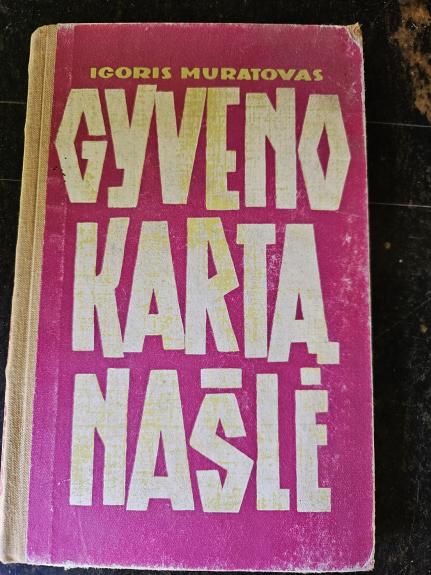 IGORIS MURATOVAS
GYVENO
KARTĄ
NAŠLĖ